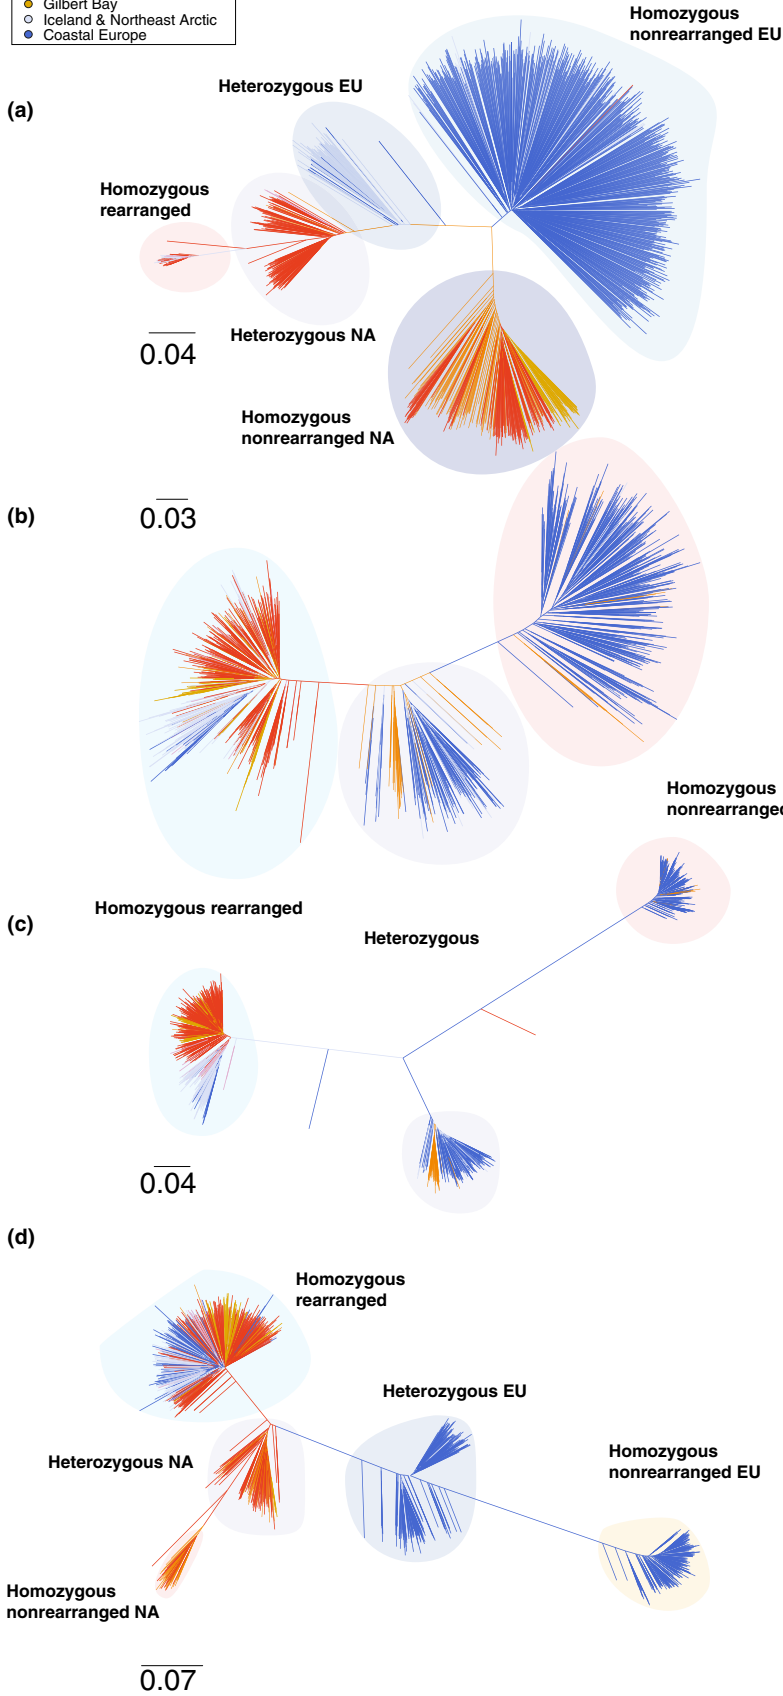 Gilbert Bay
Iceland & Northeast Arctic
Coastal Europe
Homozygous
nonrearranged EU
Heterozygous EU
(a)
Homozygous
rearranged
Heterozygous NA
0.04
Homozygous
nonrearranged NA
0.03
(b)
Homozygous
nonrearranged
Homozygous rearranged
(c)
Heterozygous
0.04
(d)
Homozygous
rearranged
Heterozygous EU
Heterozygous NA
Homozygous
nonrearranged EU
Homozygous
nonrearranged NA
0.07